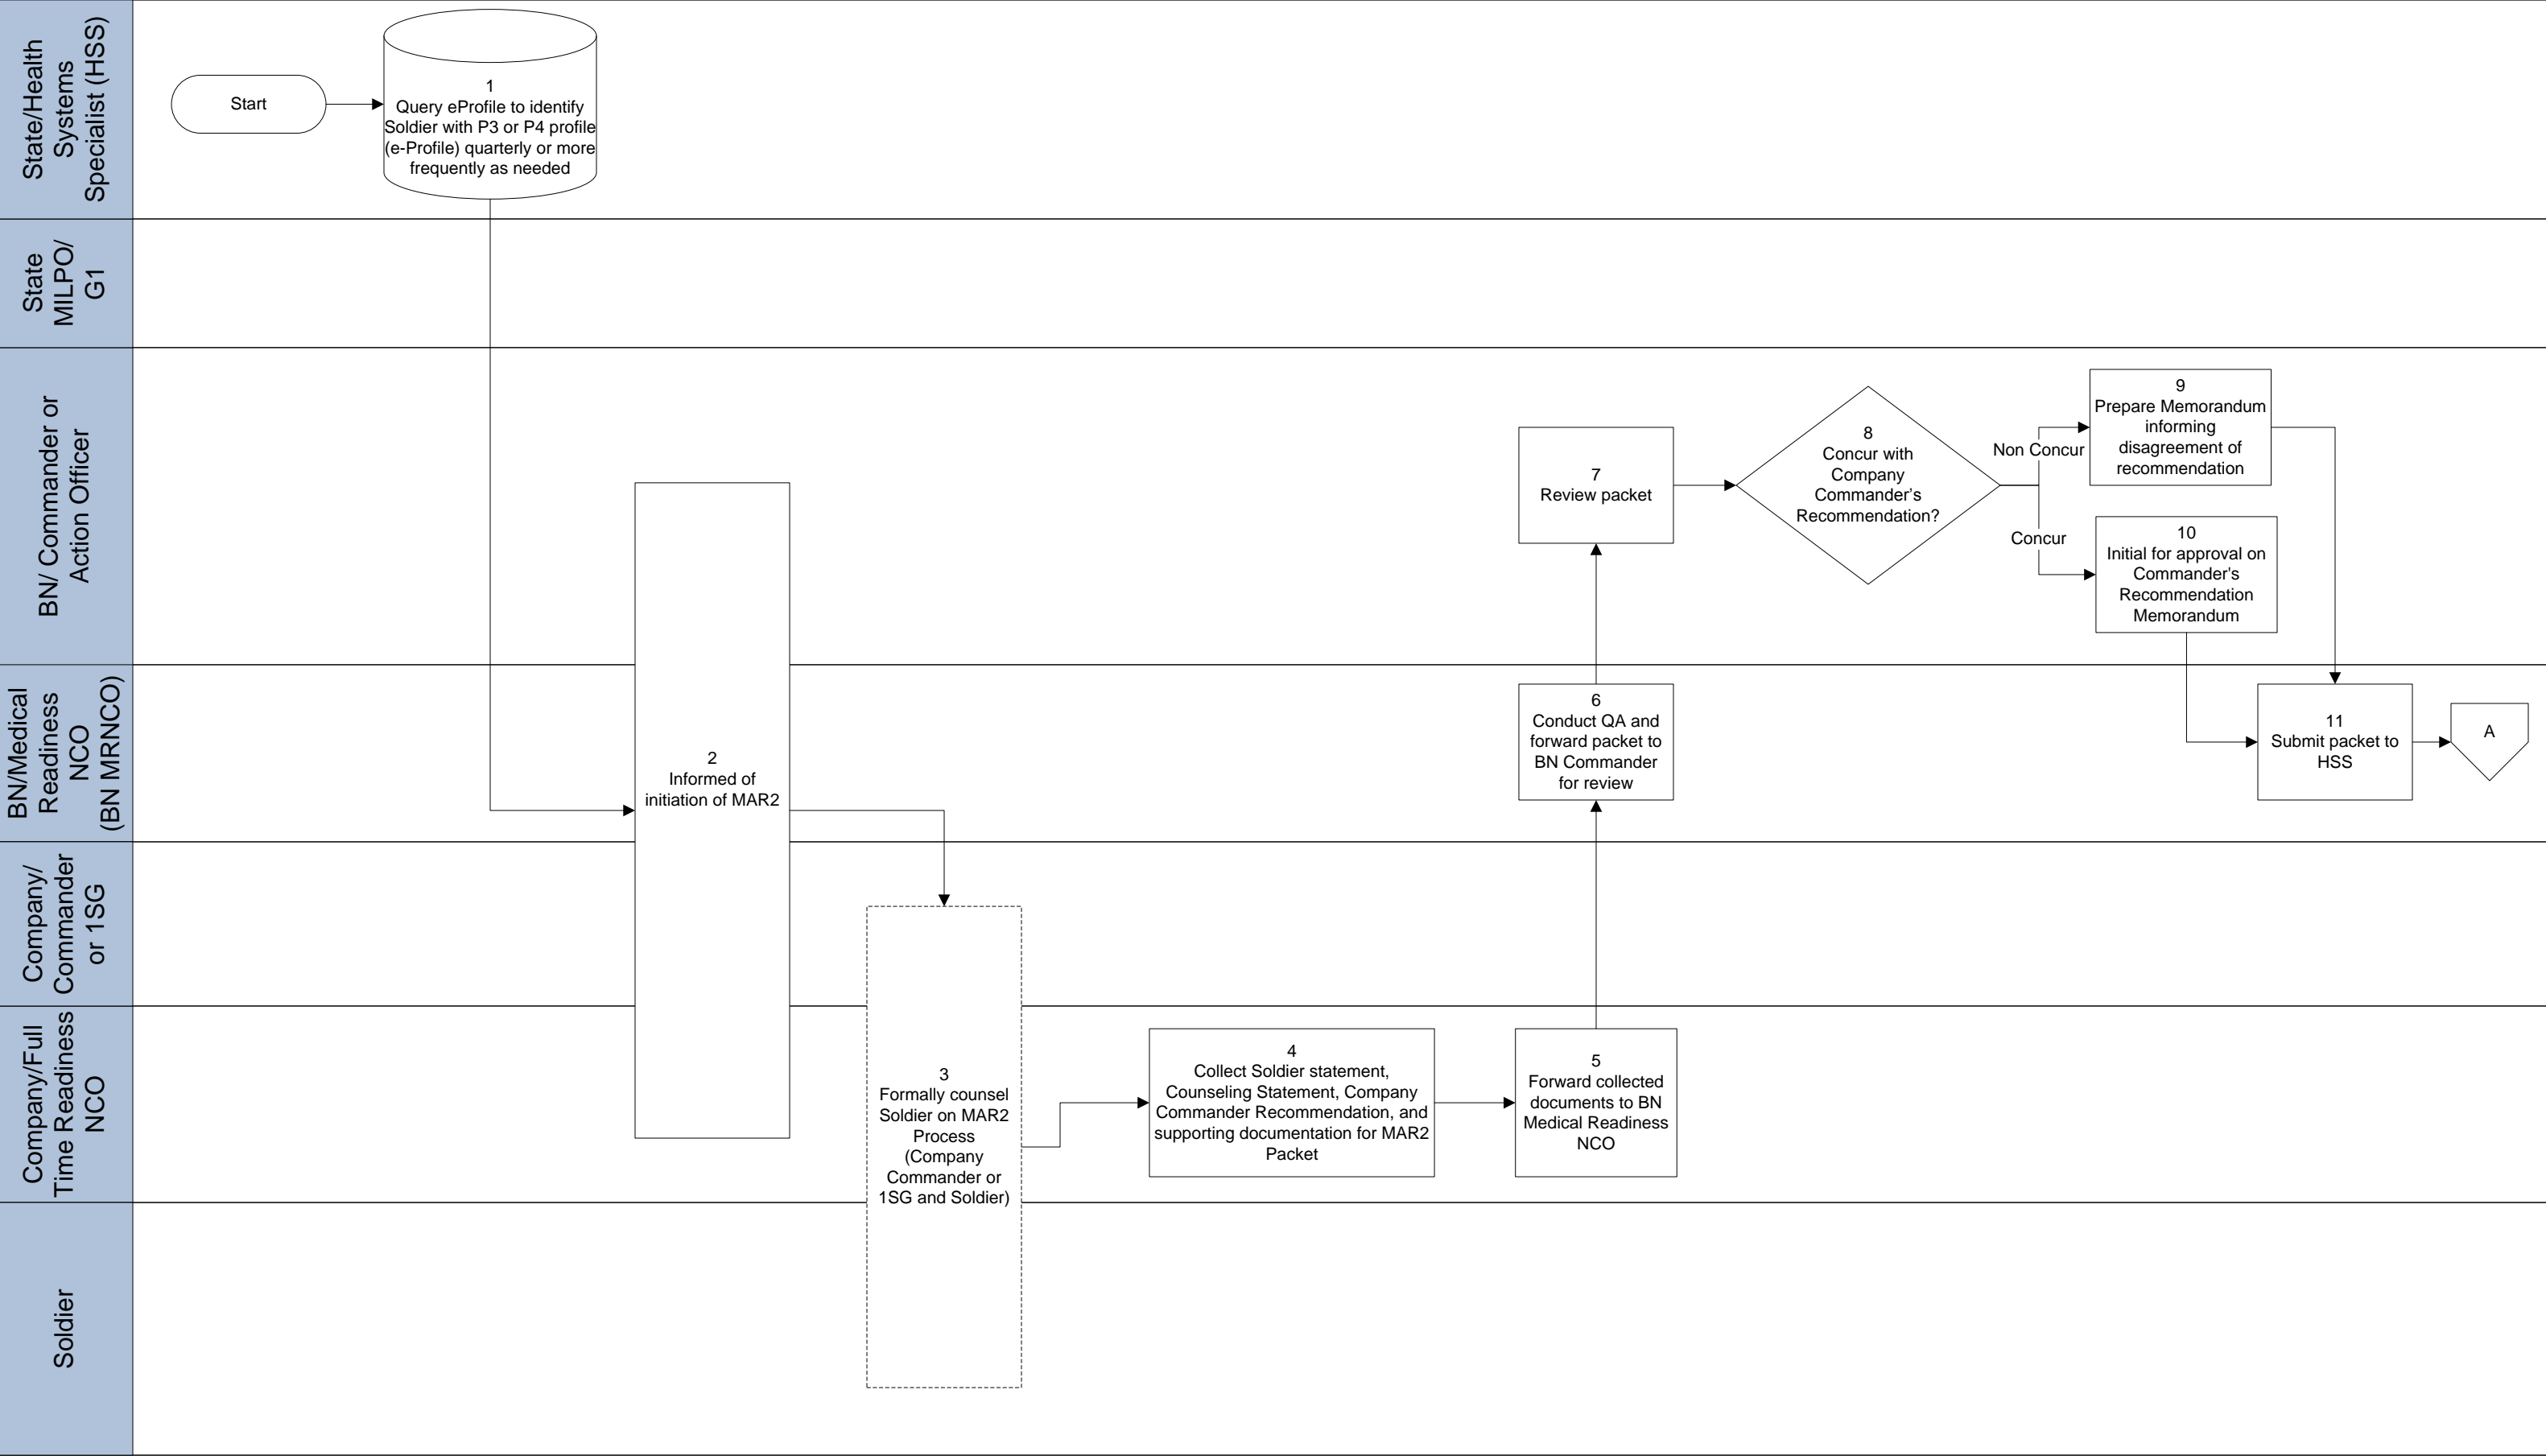 State/Health
Systems
Specialist (HSS)
Start
1
Query eProfile to identify
Soldier with P3 or P4 profile
(e-Profile) quarterly or more
frequently as needed
State
MILPO/
G1
BN/ Commander or
Action Officer
7
Review packet
8
Concur with
Company
Commander's
Recommendation?
Non Concur
Concur
9
Prepare Memorandum
informing
disagreement of
recommendation
10
Initial for approval on
Commander's
Recommendation
Memorandum
BN/Medical
Readiness
NCO
(BN MRNCO)
2
Informed of
initiation of MAR2
6
Conduct QA and
forward packet to
BN Commander
for review
11
Submit packet to
HSS
A
Company/
Commander
or 1SG
Company/Full
Time Readiness
NCO
3
Formally counsel
Soldier on MAR2
Process
(Company
Commander or
1SG and Soldier)
4
Collect Soldier statement,
Counseling Statement, Company
Commander Recommendation, and
supporting documentation for MAR2
Packet
5
Forward collected
documents to BN
Medical Readiness
NCO
Soldier